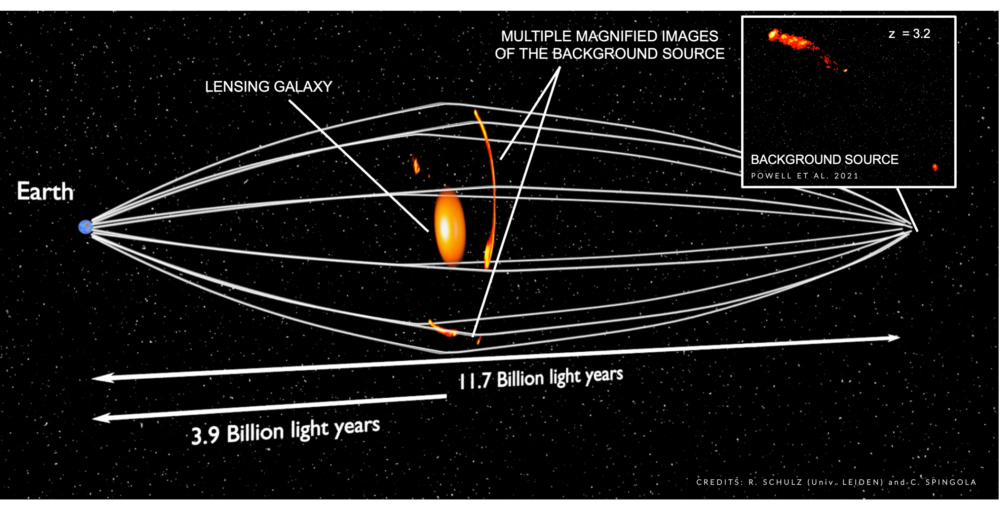 MULTIPLE MAGNIFIED IMAGES
OF THE BACKGROUND SOURCE
z = 3.2
LENSING GALAXY
BACKGROUND SOURCE
POWELL ET AL. 2021
Earth
11.7 Billion light years
3.9 Billion light years
CREDITS: R. SCHULZ (Univ. LEIDEN) and C. SPINGOLA